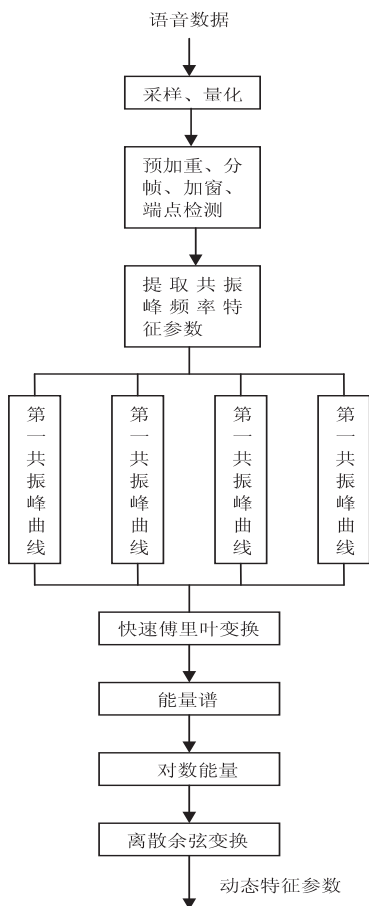 语音数据
采样、量化
预加重、分
帧、加窗、
端点检测
提取共振
峰频率特
征参数
第一共振峰曲线
第一共振峰曲线
第一共振峰曲线
第一共振峰曲线
快速傅里叶变换
能量谱
对数能量
离散余弦变换
动态特征参数